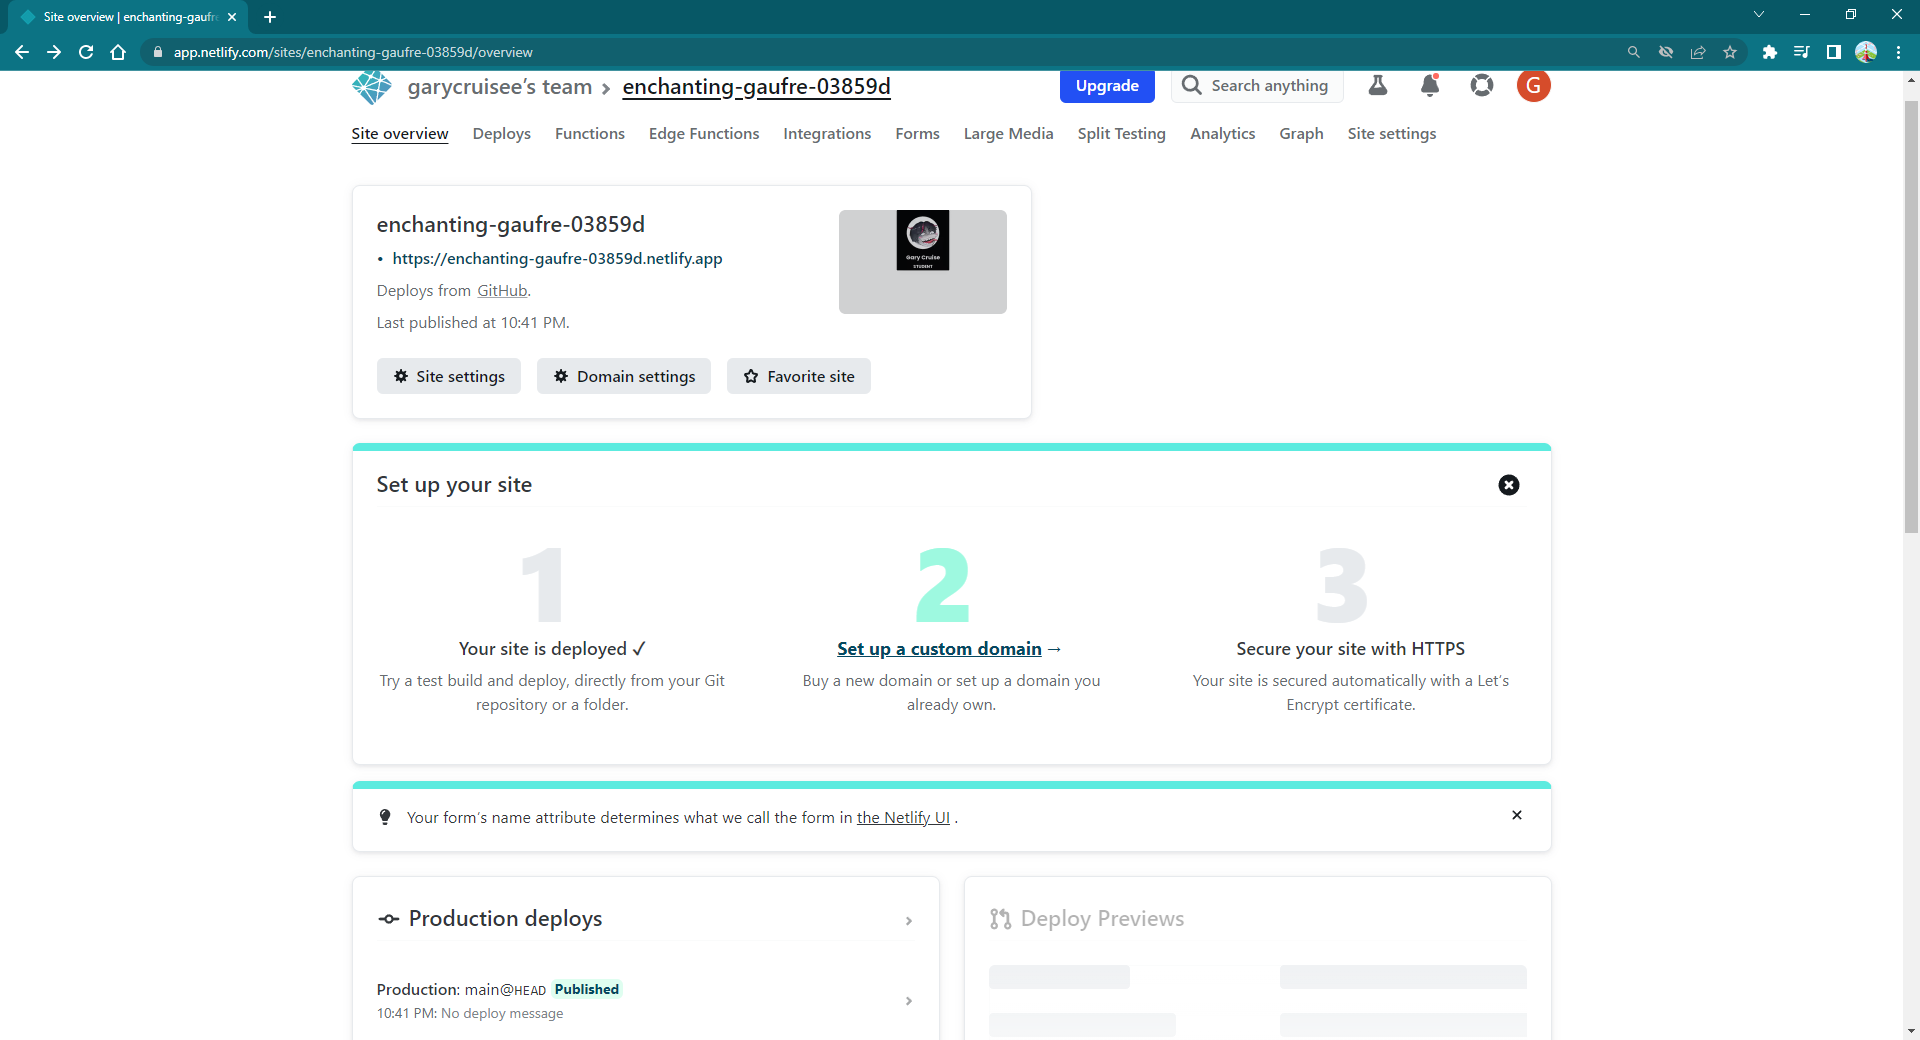 Site overview | enchanting-gaufre
app.netlify.com/sites/enchanting-gaufre-03859d/overview
garycruisee's team › enchanting-gaufre-03859d
Upgrade
Search anything
G
Site overview Deploys Functions Edge Functions Integrations Forms Large Media Split Testing Analytics Graph Site settings
enchanting-gaufre-03859d
• https://enchanting-gaufre-03859d.netlify.app
Deploys from GitHub.
Last published at 10:41 PM.
Gary Cruise
STUDENT
Site settings Domain settings Favorite site
Set up your site
1
Your site is deployed ✓
Try a test build and deploy, directly from your Git
repository or a folder.
2
Set up a custom domain →
Buy a new domain or set up a domain you
already own.
3
Secure your site with HTTPS
Your site is secured automatically with a Let's
Encrypt certificate.
Your form's name attribute determines what we call the form in the Netlify UI .
Production deploys
Production: main@HEAD Published
10:41 PM: No deploy message
Deploy Previews